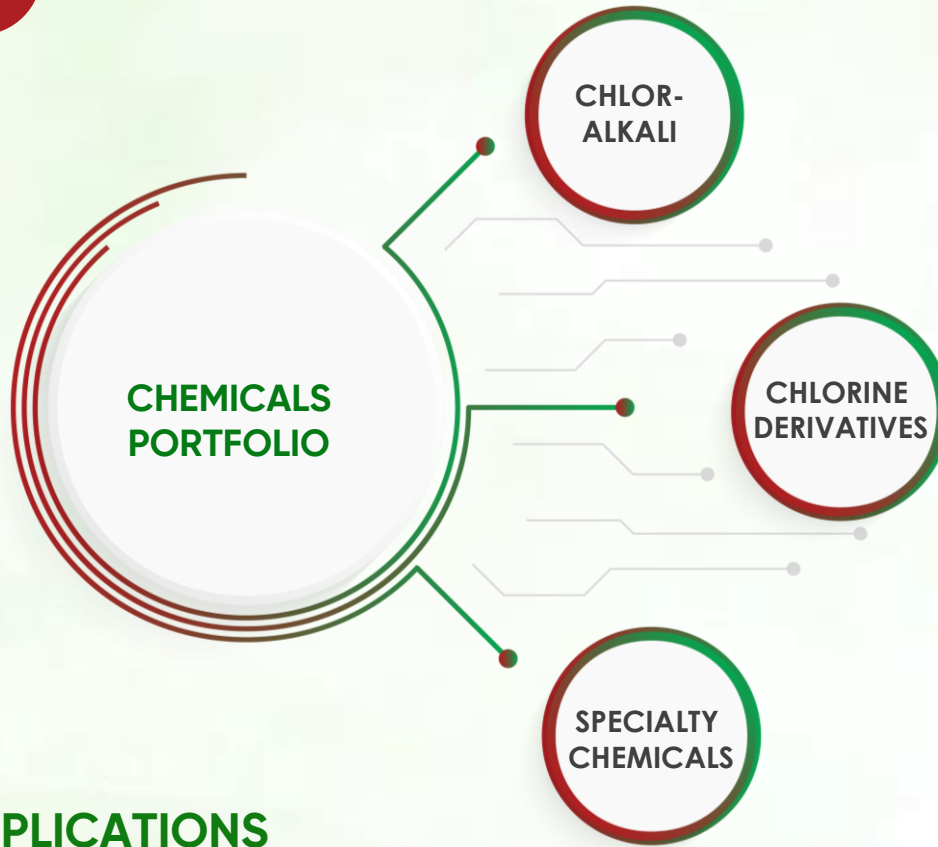 CHLOR-
ALKALI
CHEMICALS
PORTFOLIO
CHLORINE
DERIVATIVES
SPECIALTY
CHEMICALS
PLICATIONS